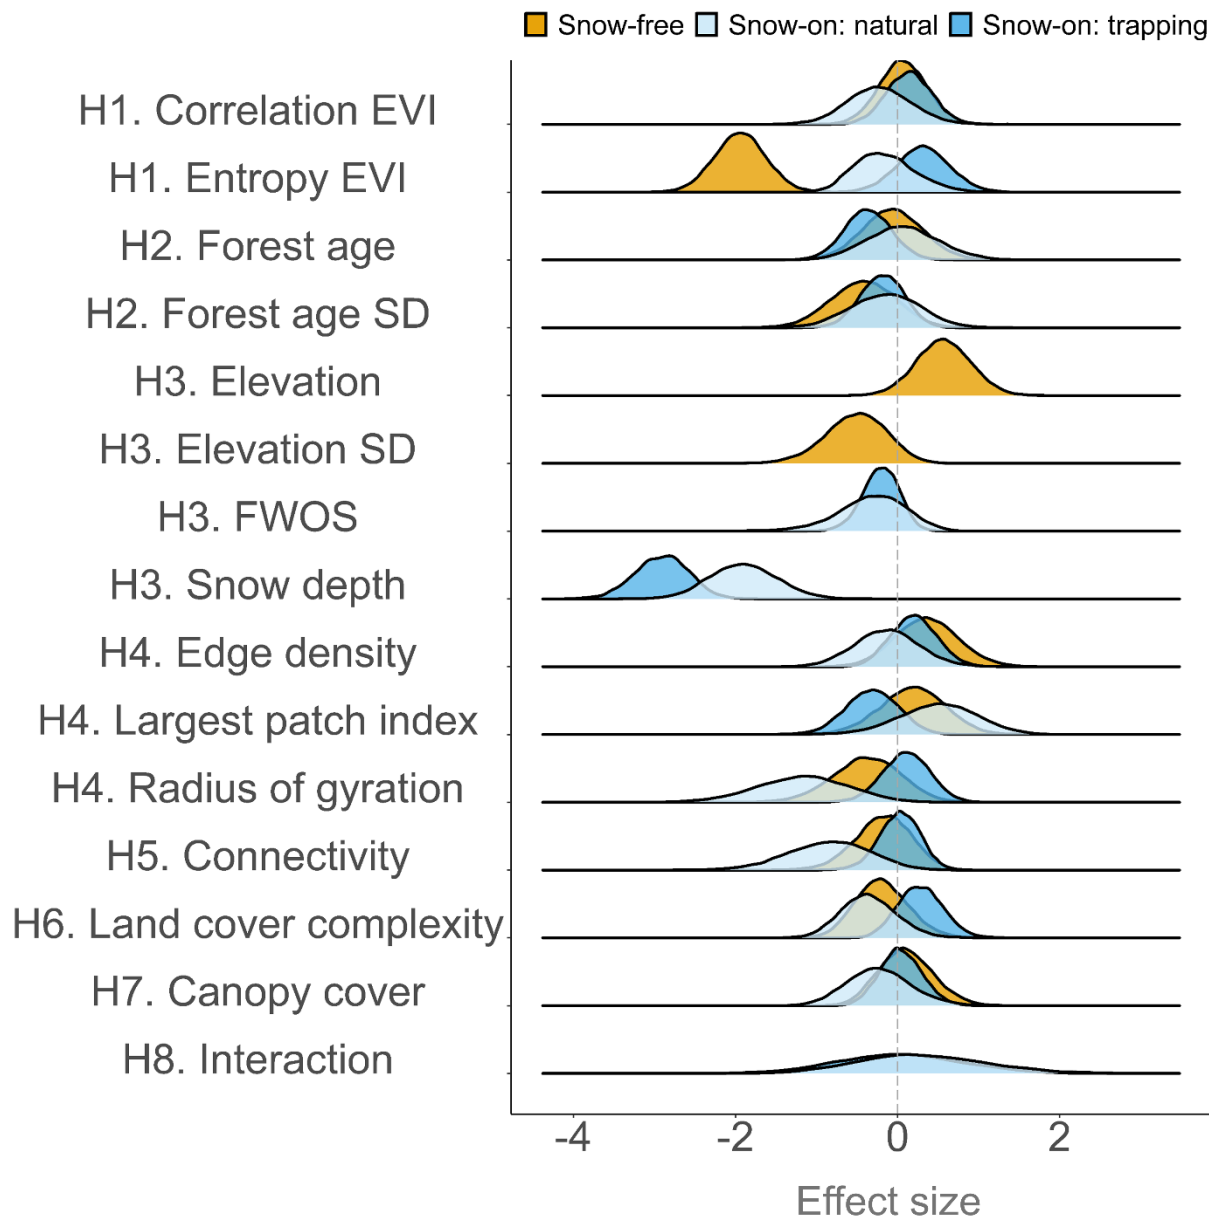 Snow-free Snow-on: natural Snow-on: trapping
H1. Correlation EVI
H1. Entropy EVI
H2. Forest age
H2. Forest age SD
H3. Elevation
H3. Elevation SD
H3. FWOS
H3. Snow depth
H4. Edge density
H4. Largest patch index
H4. Radius of gyration
H5. Connectivity
H6. Land cover complexity
H7. Canopy cover
H8. Interaction
-4 -2 0 2
Effect size